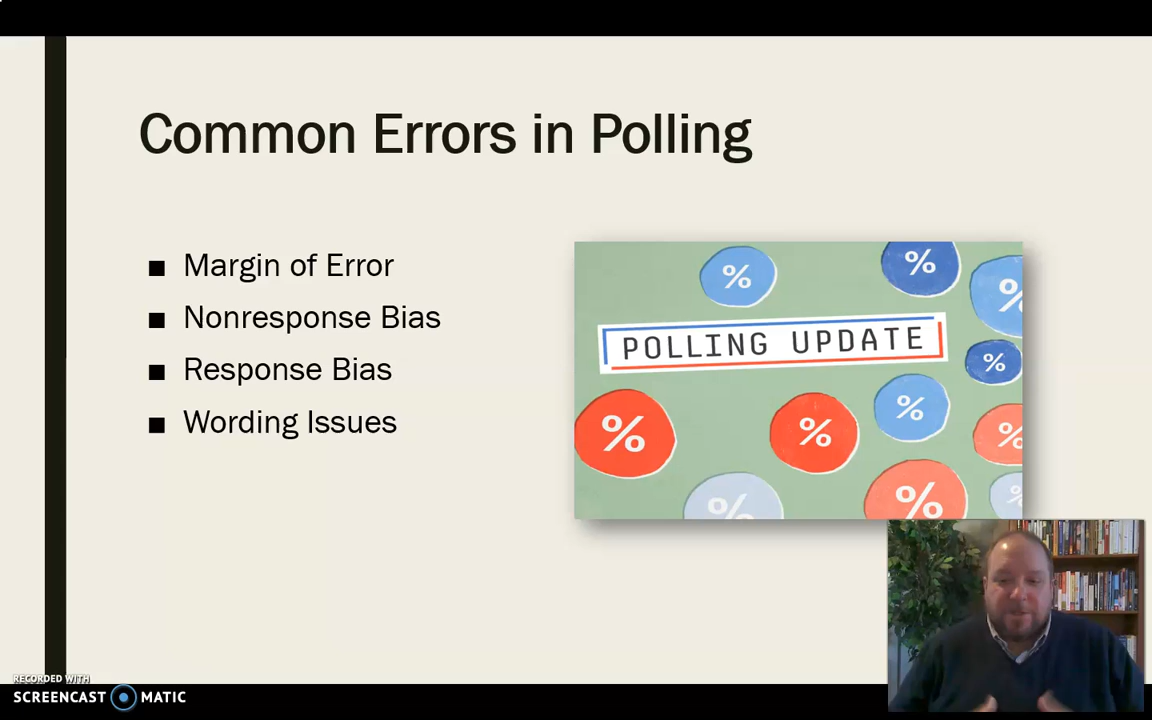 Common Errors in Polling
■ Margin of Error
■ Nonresponse Bias
■ Response Bias
■ Wording Issues
%
%
%
POLLING UPDATE
%
%
%
%
%
%
%
%
RECORDED WITH
SCREENCAST MATIC